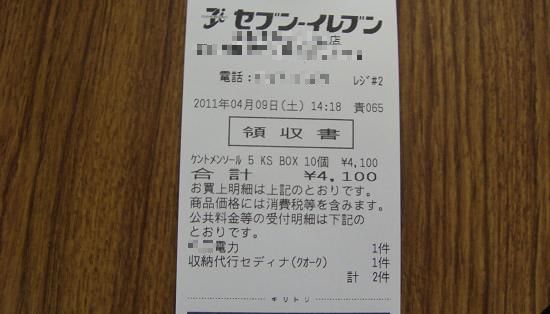 セブン-イレブン
店
電話:
レジ#2
2011年04月09日(土) 14:18 責065
領収書
ケントメンソール 5 KS BOX 10個 ¥4,100
合計 ¥4,100
お買上明細は上記のとおりです。
商品価格には消費税等を含みます。
公共料金等の受付明細は下記の
とおりです。
電力 1件
収納代行セディナ(クオーク) 1件
計 2件
キリトリ